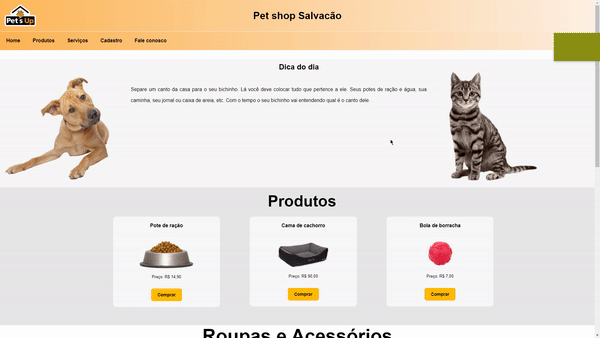 Pet shop Salvacão
Pet's Up
Home Produtos Serviços Cadastro Fale conosco
Dica do dia
Separe um canto da casa para o seu bichinho. Lá você deve colocar tudo que pertence a ele. Seus potes de ração e água, sua
caminha, seu jornal ou caixa de areia, etc. Com o tempo o seu bichinho vai entendendo qual é o canto dele.
Produtos
Pote de ração
Preço: R$ 14,90
Comprar
Cama de cachorro
Preço: R$ 90,00
Comprar
Bola de borracha
Preço: R$ 7,00
Comprar
Roupas e Acessórios